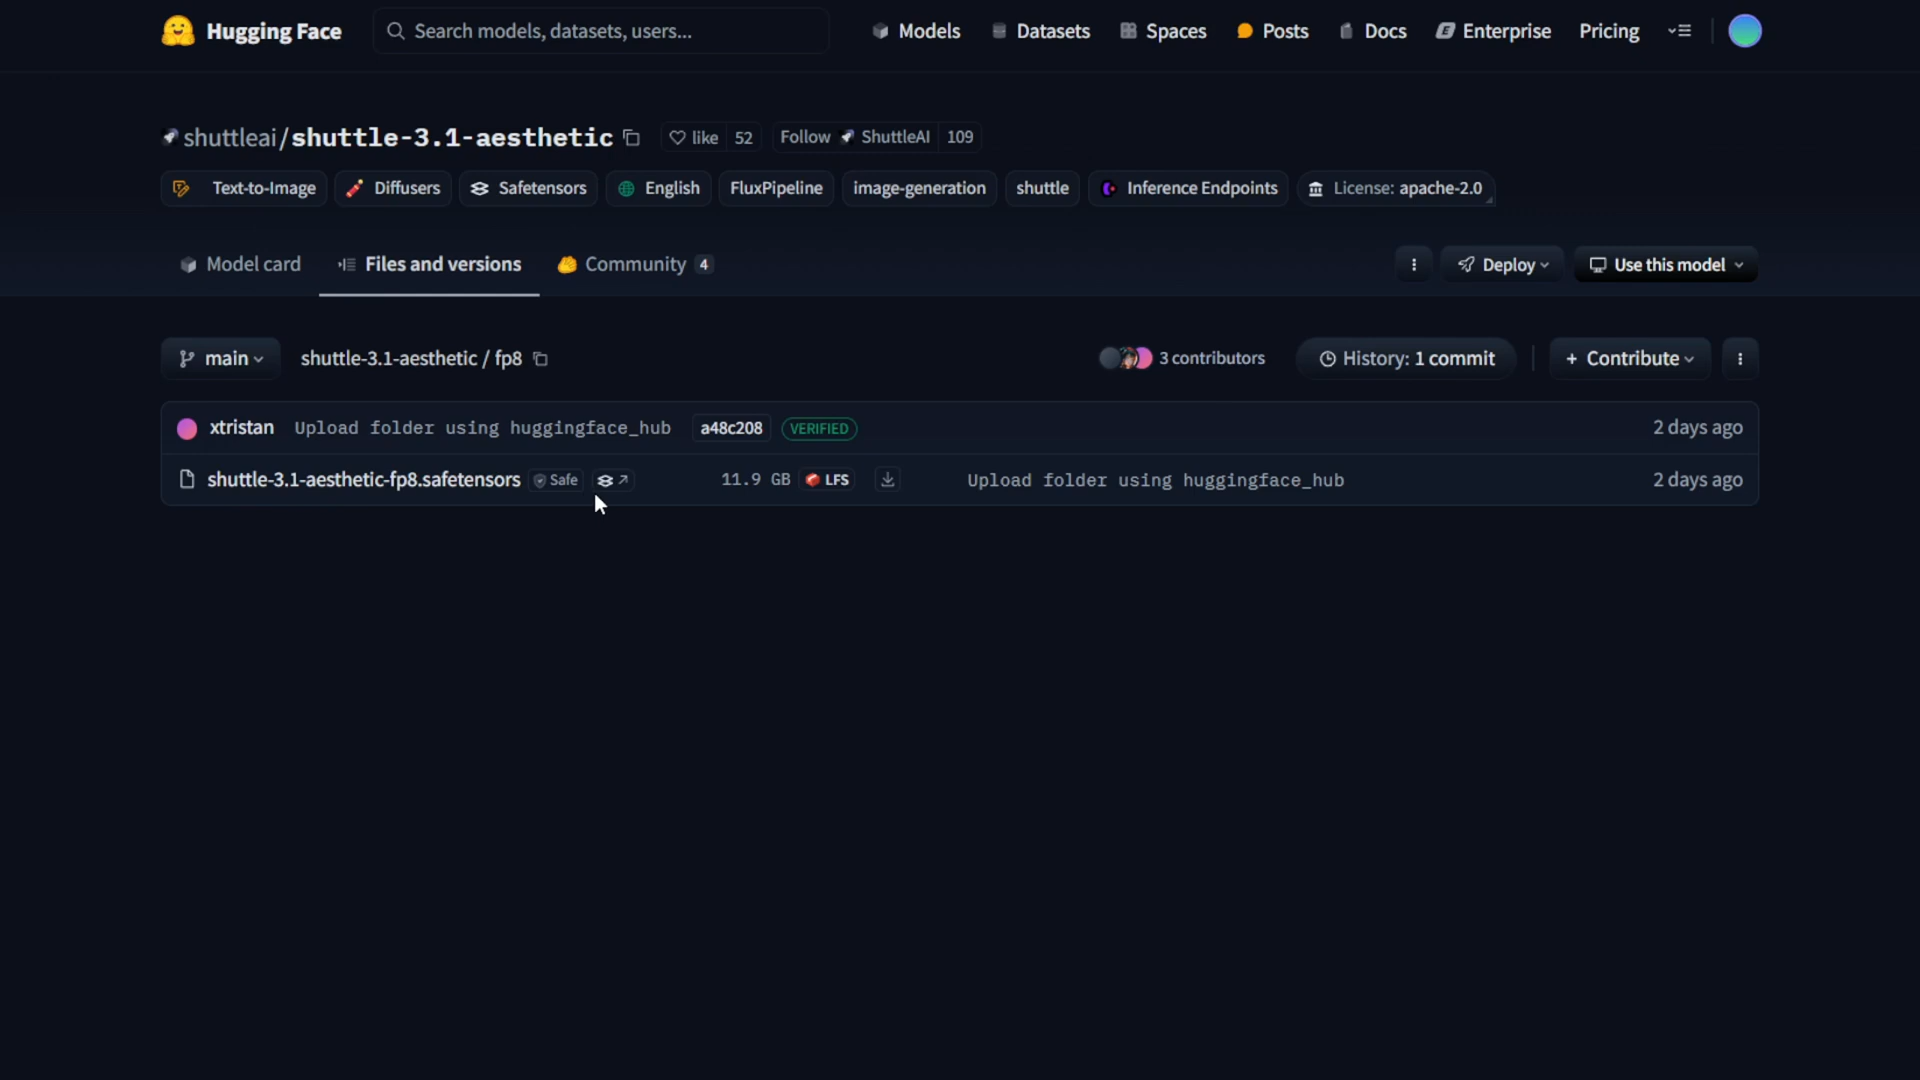 Hugging Face Search models, datasets, users... Models Datasets Spaces Posts Docs Enterprise Pricing
shuttleai/shuttle-3.1-aesthetic like 52 Follow ShuttleAI 109
Text-to-Image Diffusers Safetensors English FluxPipeline image-generation shuttle Inference Endpoints License: apache-2.0
Model card Files and versions Community 4 Deploy Use this model
main shuttle-3.1-aesthetic / fp8 3 contributors History: 1 commit + Contribute
xtristan Upload folder using huggingface_hub a48c208 VERIFIED 2 days ago
shuttle-3.1-aesthetic-fp8.safetensors Safe 11.9 GB LFS Upload folder using huggingface_hub 2 days ago